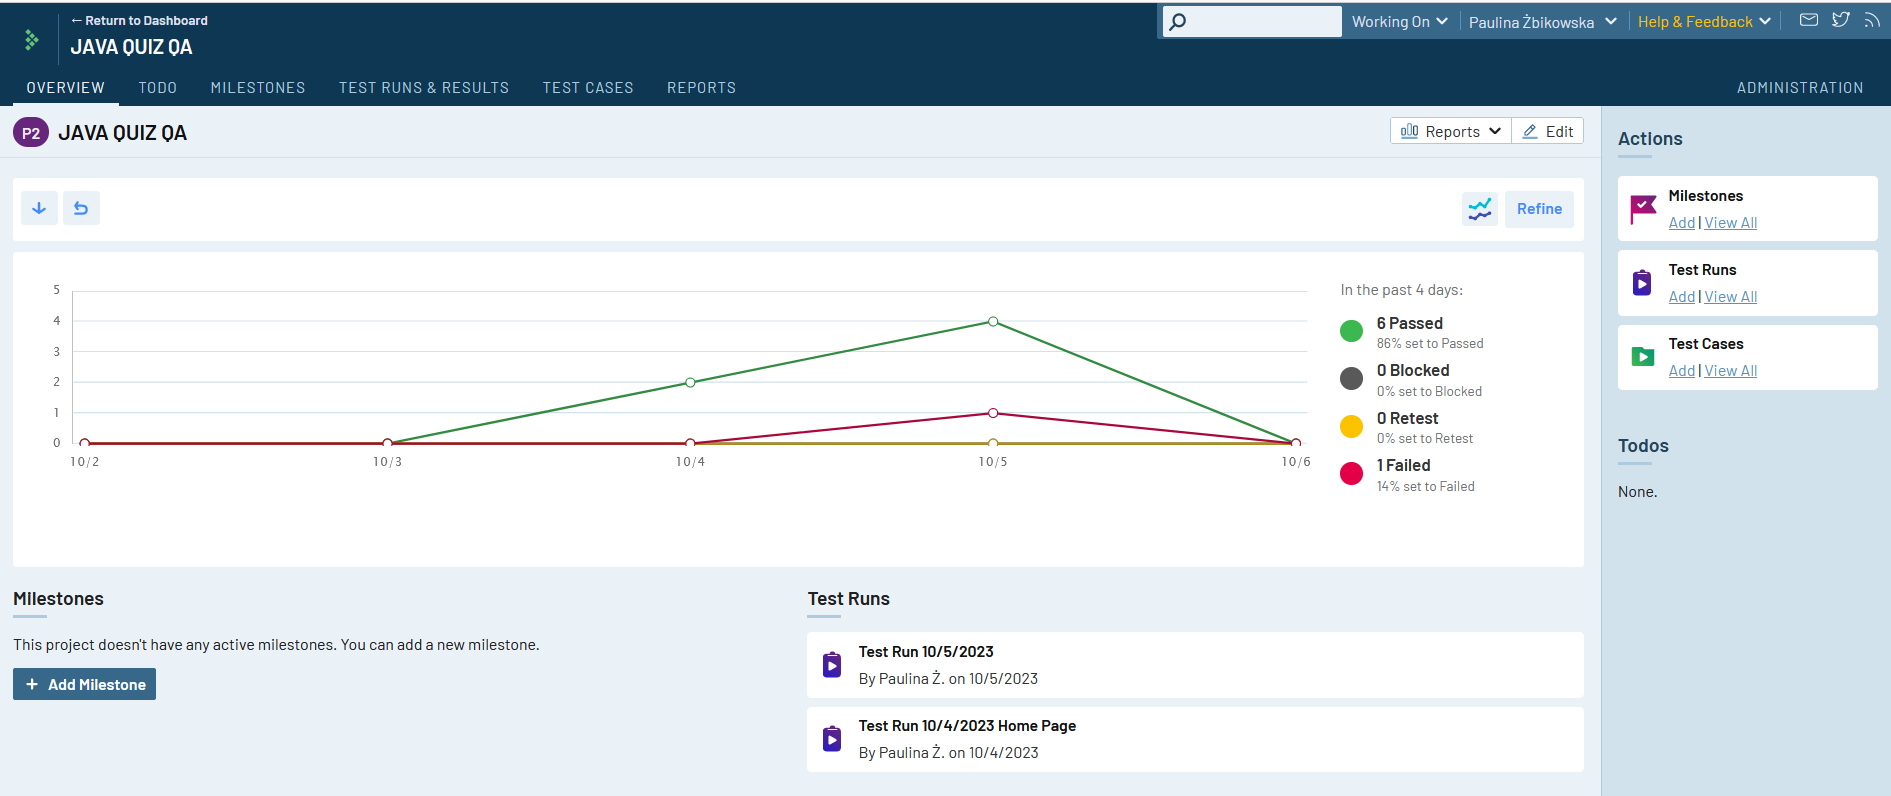 ← Return to Dashboard
JAVA QUIZ QA
Working On
Paulina Żbikowska
Help & Feedback
OVERVIEW TODO MILESTONES TEST RUNS & RESULTS TEST CASES REPORTS ADMINISTRATION
P2 JAVA QUIZ QA
Reports
Edit
Refine
5
4
3
2
1
0
10/2 10/3 10/4 10/5 10/6
In the past 4 days:
6 Passed
86% set to Passed
0 Blocked
0% set to Blocked
0 Retest
0% set to Retest
1 Failed
14% set to Failed
Milestones
This project doesn't have any active milestones. You can add a new milestone.
+ Add Milestone
Test Runs
Test Run 10/5/2023
By Paulina Ż. on 10/5/2023
Test Run 10/4/2023 Home Page
By Paulina Ż. on 10/4/2023
Actions
Milestones
Add | View All
Test Runs
Add | View All
Test Cases
Add | View All
Todos
None.